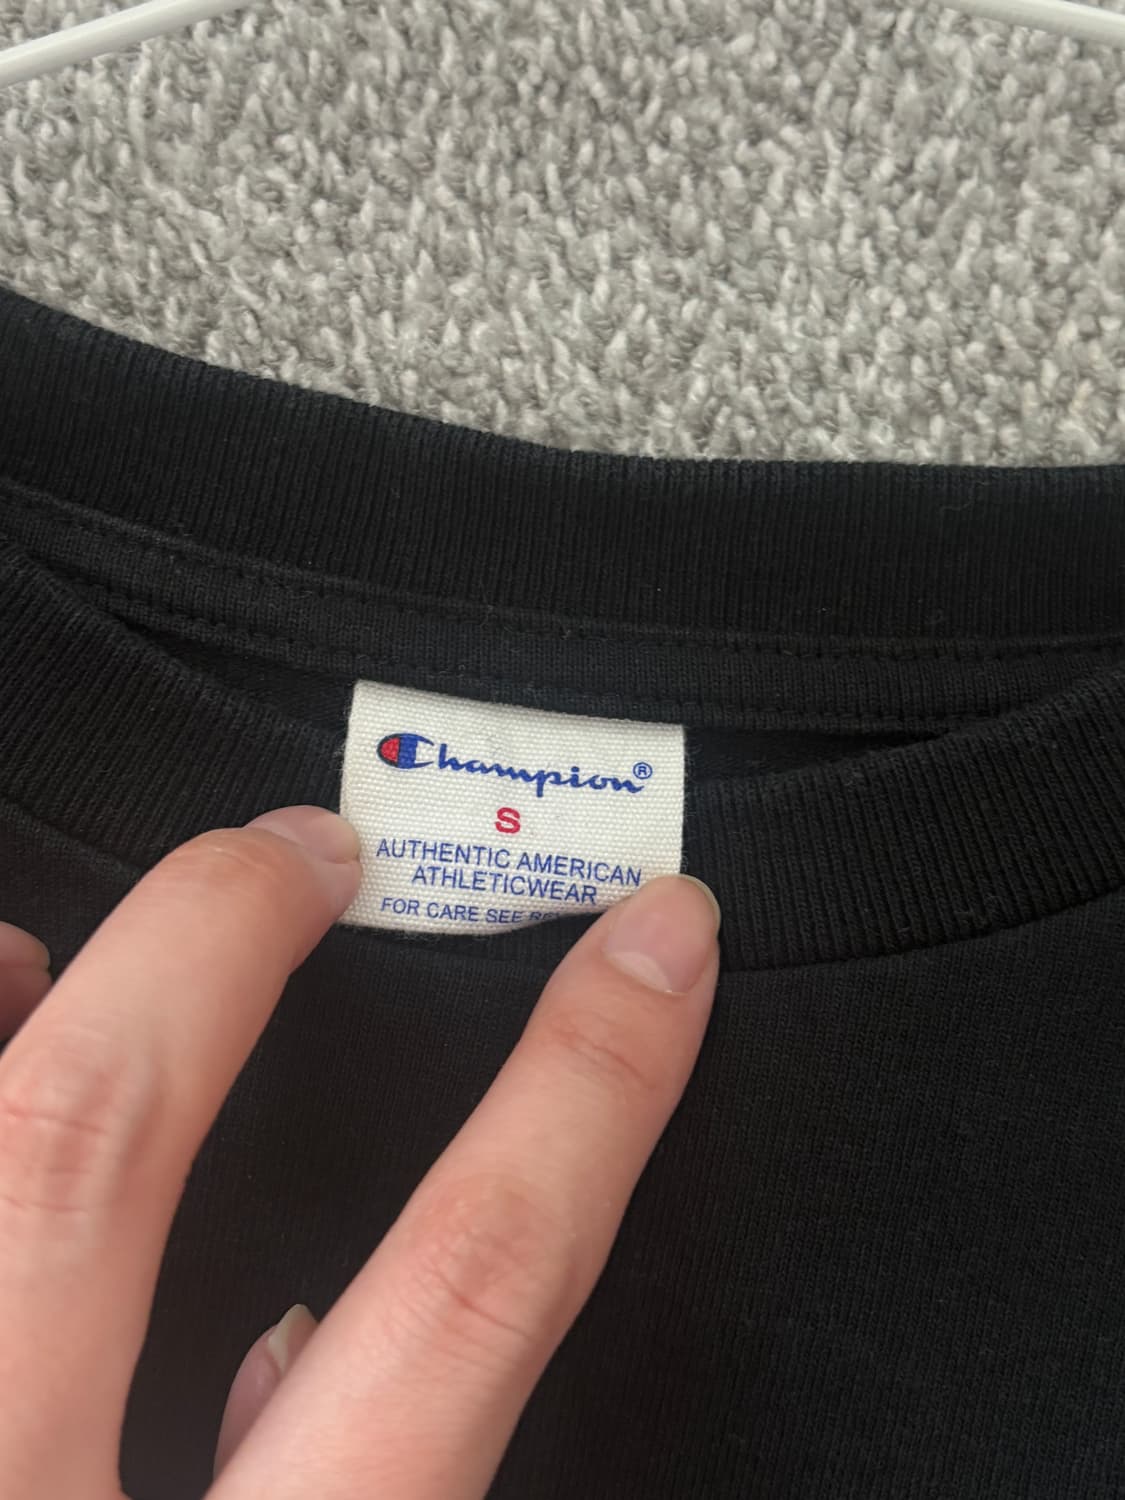 Champion®
S
AUTHENTIC AMERICAN
ATHLETICWEAR
FOR CARE SEE